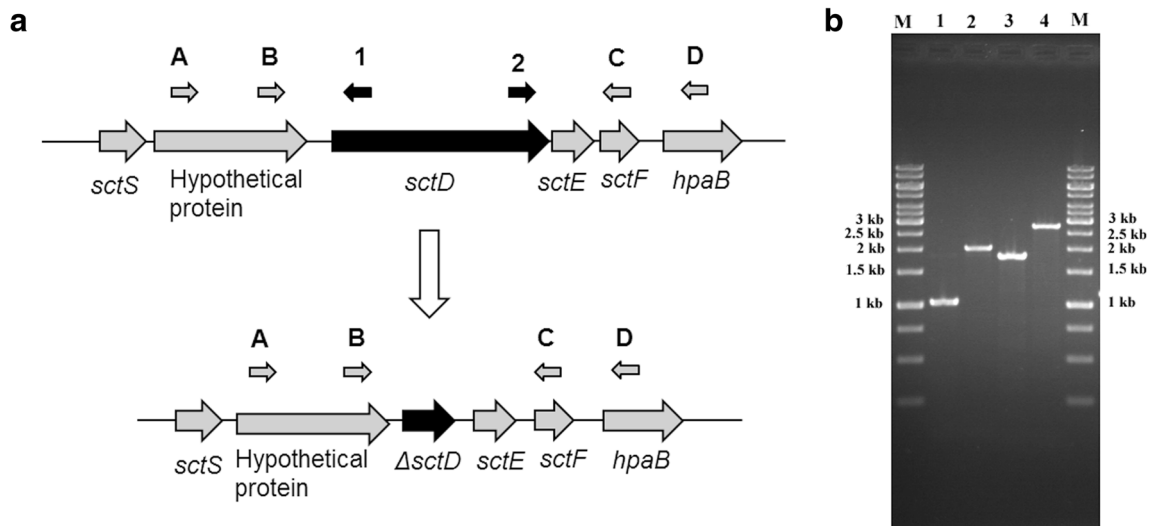 a
A B 1 2 C D
sctS Hypothetical protein sctD sctE sctF hpaB
A B C D
sctS Hypothetical protein ΔsctD sctE sctF hpaB
b
M 1 2 3 4 M
3 kb 3 kb
2.5 kb 2.5 kb
2 kb 2 kb
1.5 kb 1.5 kb
1 kb 1 kb